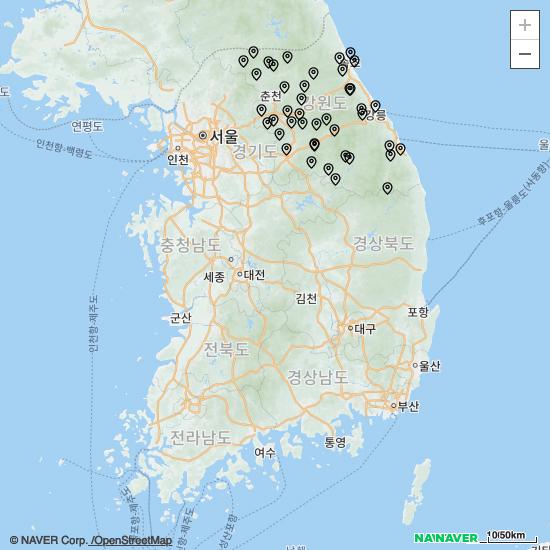 +
−
춘천
강원도
속초
강릉
연평도
서울
인천
경기도
인천항-백령도
울
후포항-울릉도(사동항)
충청남도
경상북도
세종
대전
인천항-제주도
김천
군산
포항
대구
전북도
울산
경상남도
부산
전라남도
통영
여수
© NAVER Corp. /OpenStreetMap
NAVER
10/50km